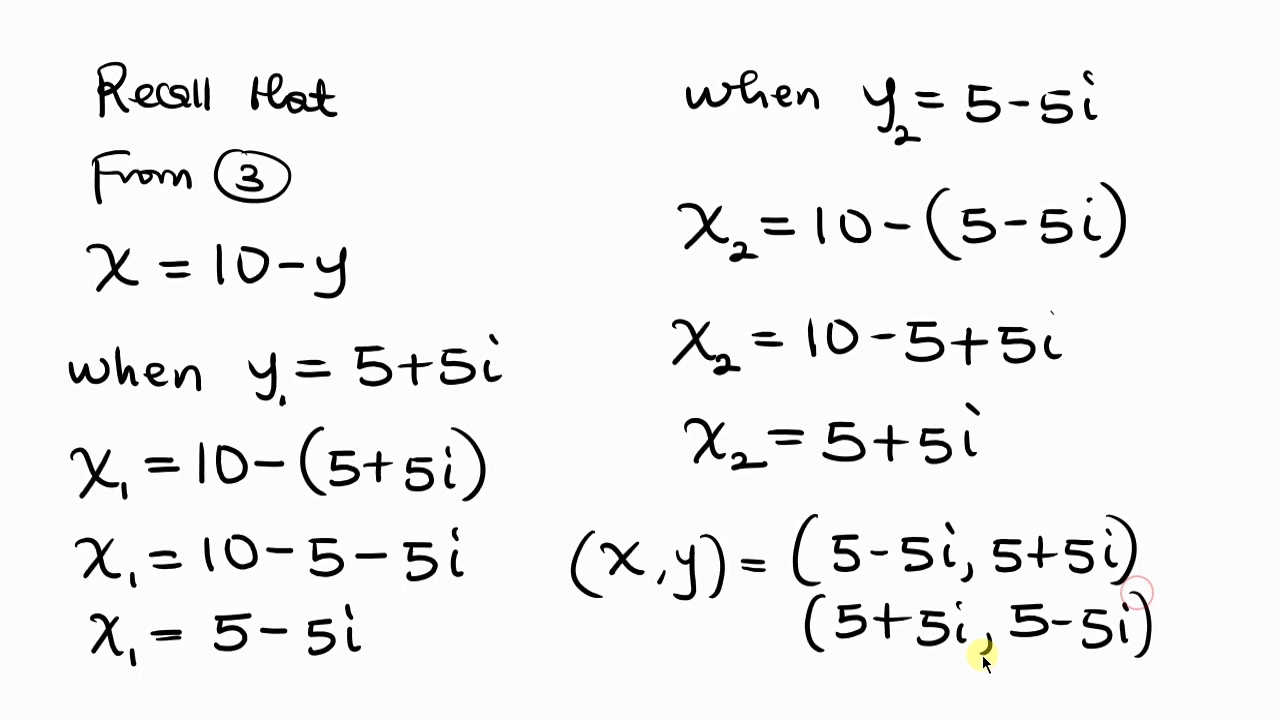 Recall that
From ③
x = 10 - y
when y₁ = 5+5i
x₁ = 10 - (5+5i)
x₁ = 10 - 5 - 5i
x₁ = 5 - 5i
when y₂ = 5 - 5i
x₂ = 10 - (5 - 5i)
x₂ = 10 - 5 + 5i
x₂ = 5 + 5i
(x, y) = (5 - 5i, 5+5i)
(5+5i, 5 - 5i)